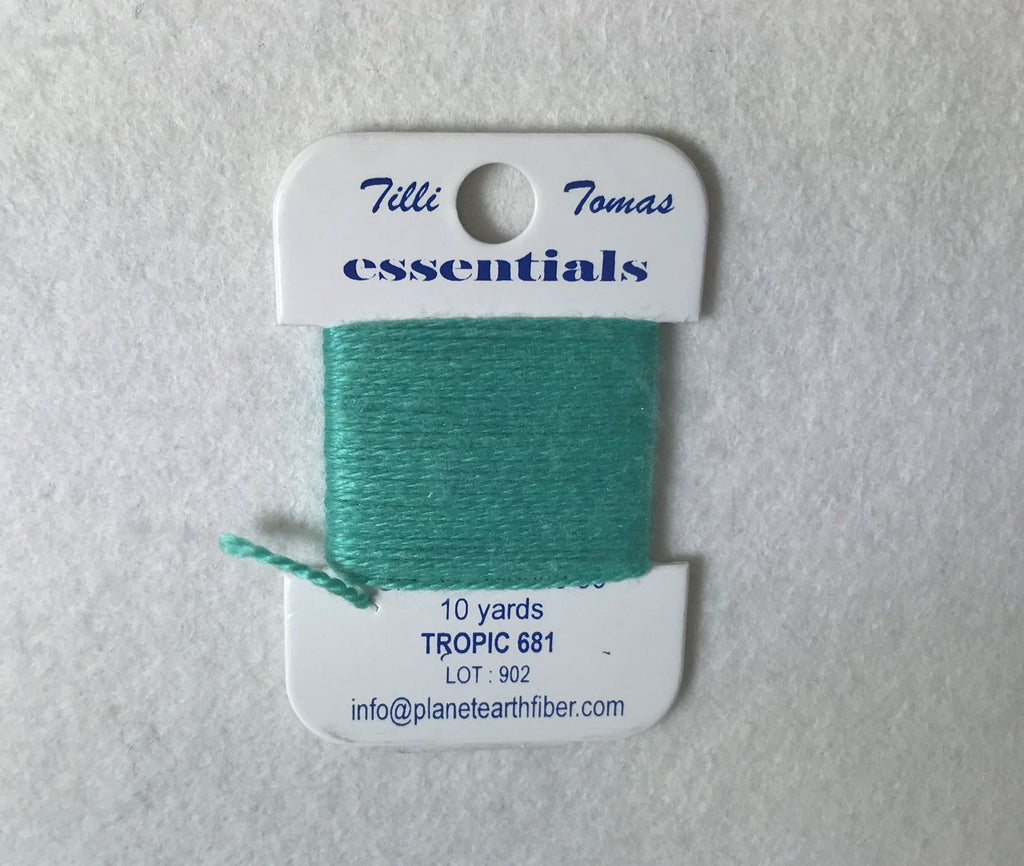 Tilli Tomas
essentials
10 yards
TROPIC 681
LOT : 902
info@planetearthfiber.com